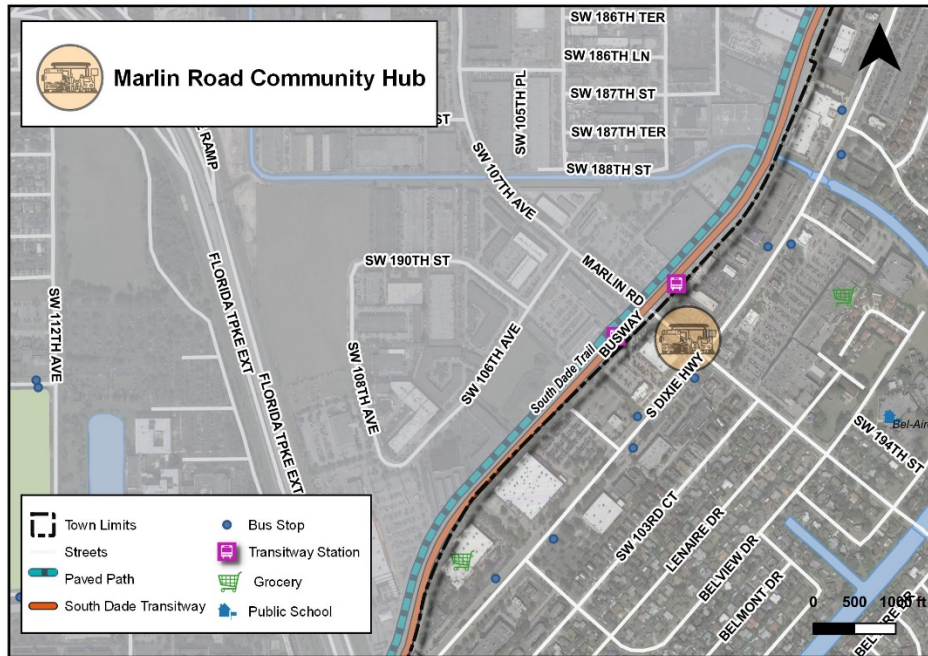 Marlin Road Community Hub
SW 186TH TER
SW 186TH LN
SW 187TH ST
SW 187TH TER
SW 188TH ST
SW 105TH PL
ST
RAMP
SW 107TH AVE
SW 190TH ST
MARLIN RD
BUSWAY
SW 106TH AVE
South Dade Trail
S DIXIE HWY
SW 112TH AVE
FLORIDA TPKE EXT
FLORIDA TPKE EXT
SW 108TH AVE
Bel-Aire
SW 194TH ST
SW 103RD CT
LENAIRE DR
BELVIEW DR
BELMONT DR
Town Limits
Streets
Paved Path
South Dade Transitway
Bus Stop
Transitway Station
Grocery
Public School
0 500 1000 ft